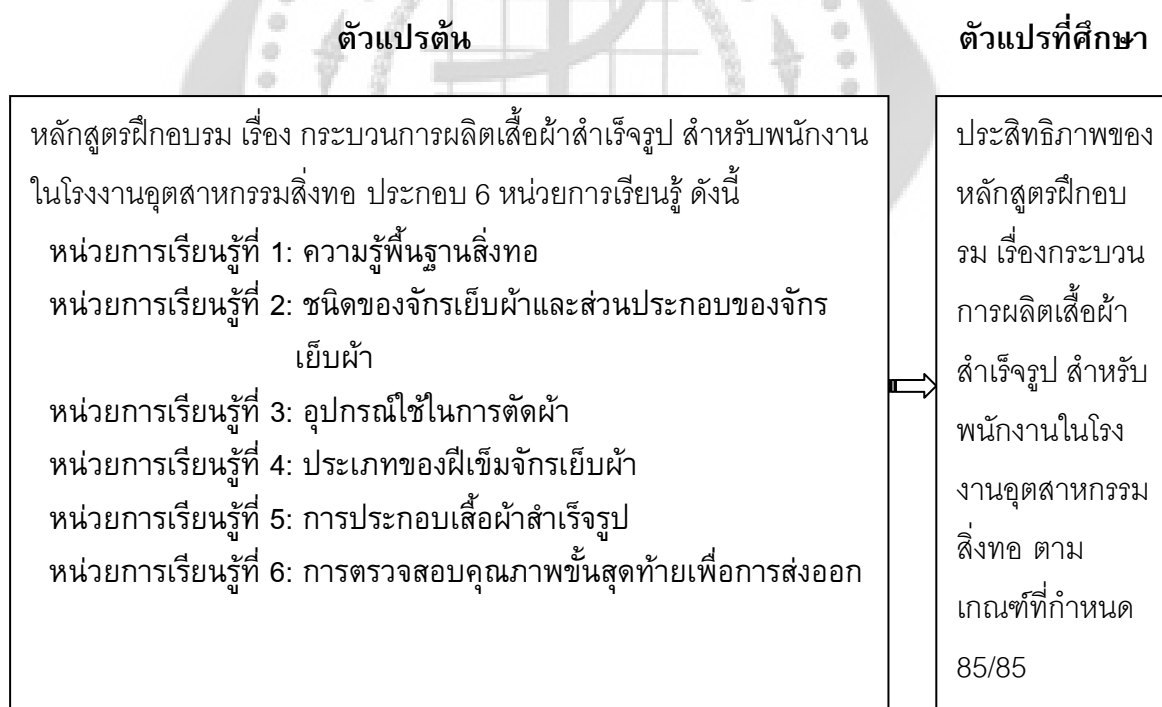 ตัวแปรต้น
ตัวแปรที่ศึกษา
หลักสูตรฝึกอบรม เรื่อง กระบวนการผลิตเสื้อผ้าสำเร็จรูป สำหรับพนักงาน
ในโรงงานอุตสาหกรรมสิ่งทอ ประกอบ 6 หน่วยการเรียนรู้ ดังนี้
หน่วยการเรียนรู้ที่ 1: ความรู้พื้นฐานสิ่งทอ
หน่วยการเรียนรู้ที่ 2: ชนิดของจักรเย็บผ้าและส่วนประกอบของจักร
เย็บผ้า
หน่วยการเรียนรู้ที่ 3: อุปกรณ์ใช้ในการตัดผ้า
หน่วยการเรียนรู้ที่ 4: ประเภทของฝีเข็มจักรเย็บผ้า
หน่วยการเรียนรู้ที่ 5: การประกอบเสื้อผ้าสำเร็จรูป
หน่วยการเรียนรู้ที่ 6: การตรวจสอบคุณภาพขั้นสุดท้ายเพื่อการส่งออก
ประสิทธิภาพของ
หลักสูตรฝึกอบ
รม เรื่องกระบวน
การผลิตเสื้อผ้า
สำเร็จรูป สำหรับ
พนักงานในโรง
งานอุตสาหกรรม
สิ่งทอ ตาม
เกณฑ์ที่กำหนด
85/85